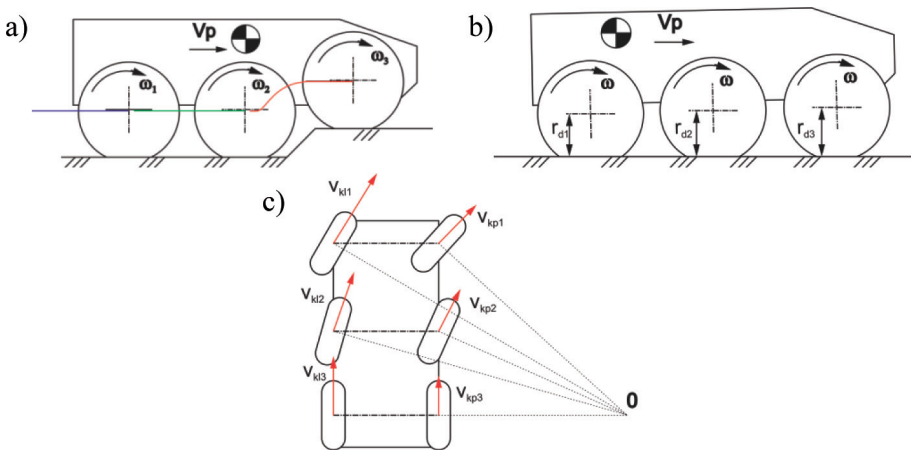 a)
Vp
ω1
ω2
ω3
b)
Vp
ω
ω
ω
rd1
rd2
rd3
c)
Vkl1
Vkp1
Vkl2
Vkp2
Vkl3
Vkp3
0